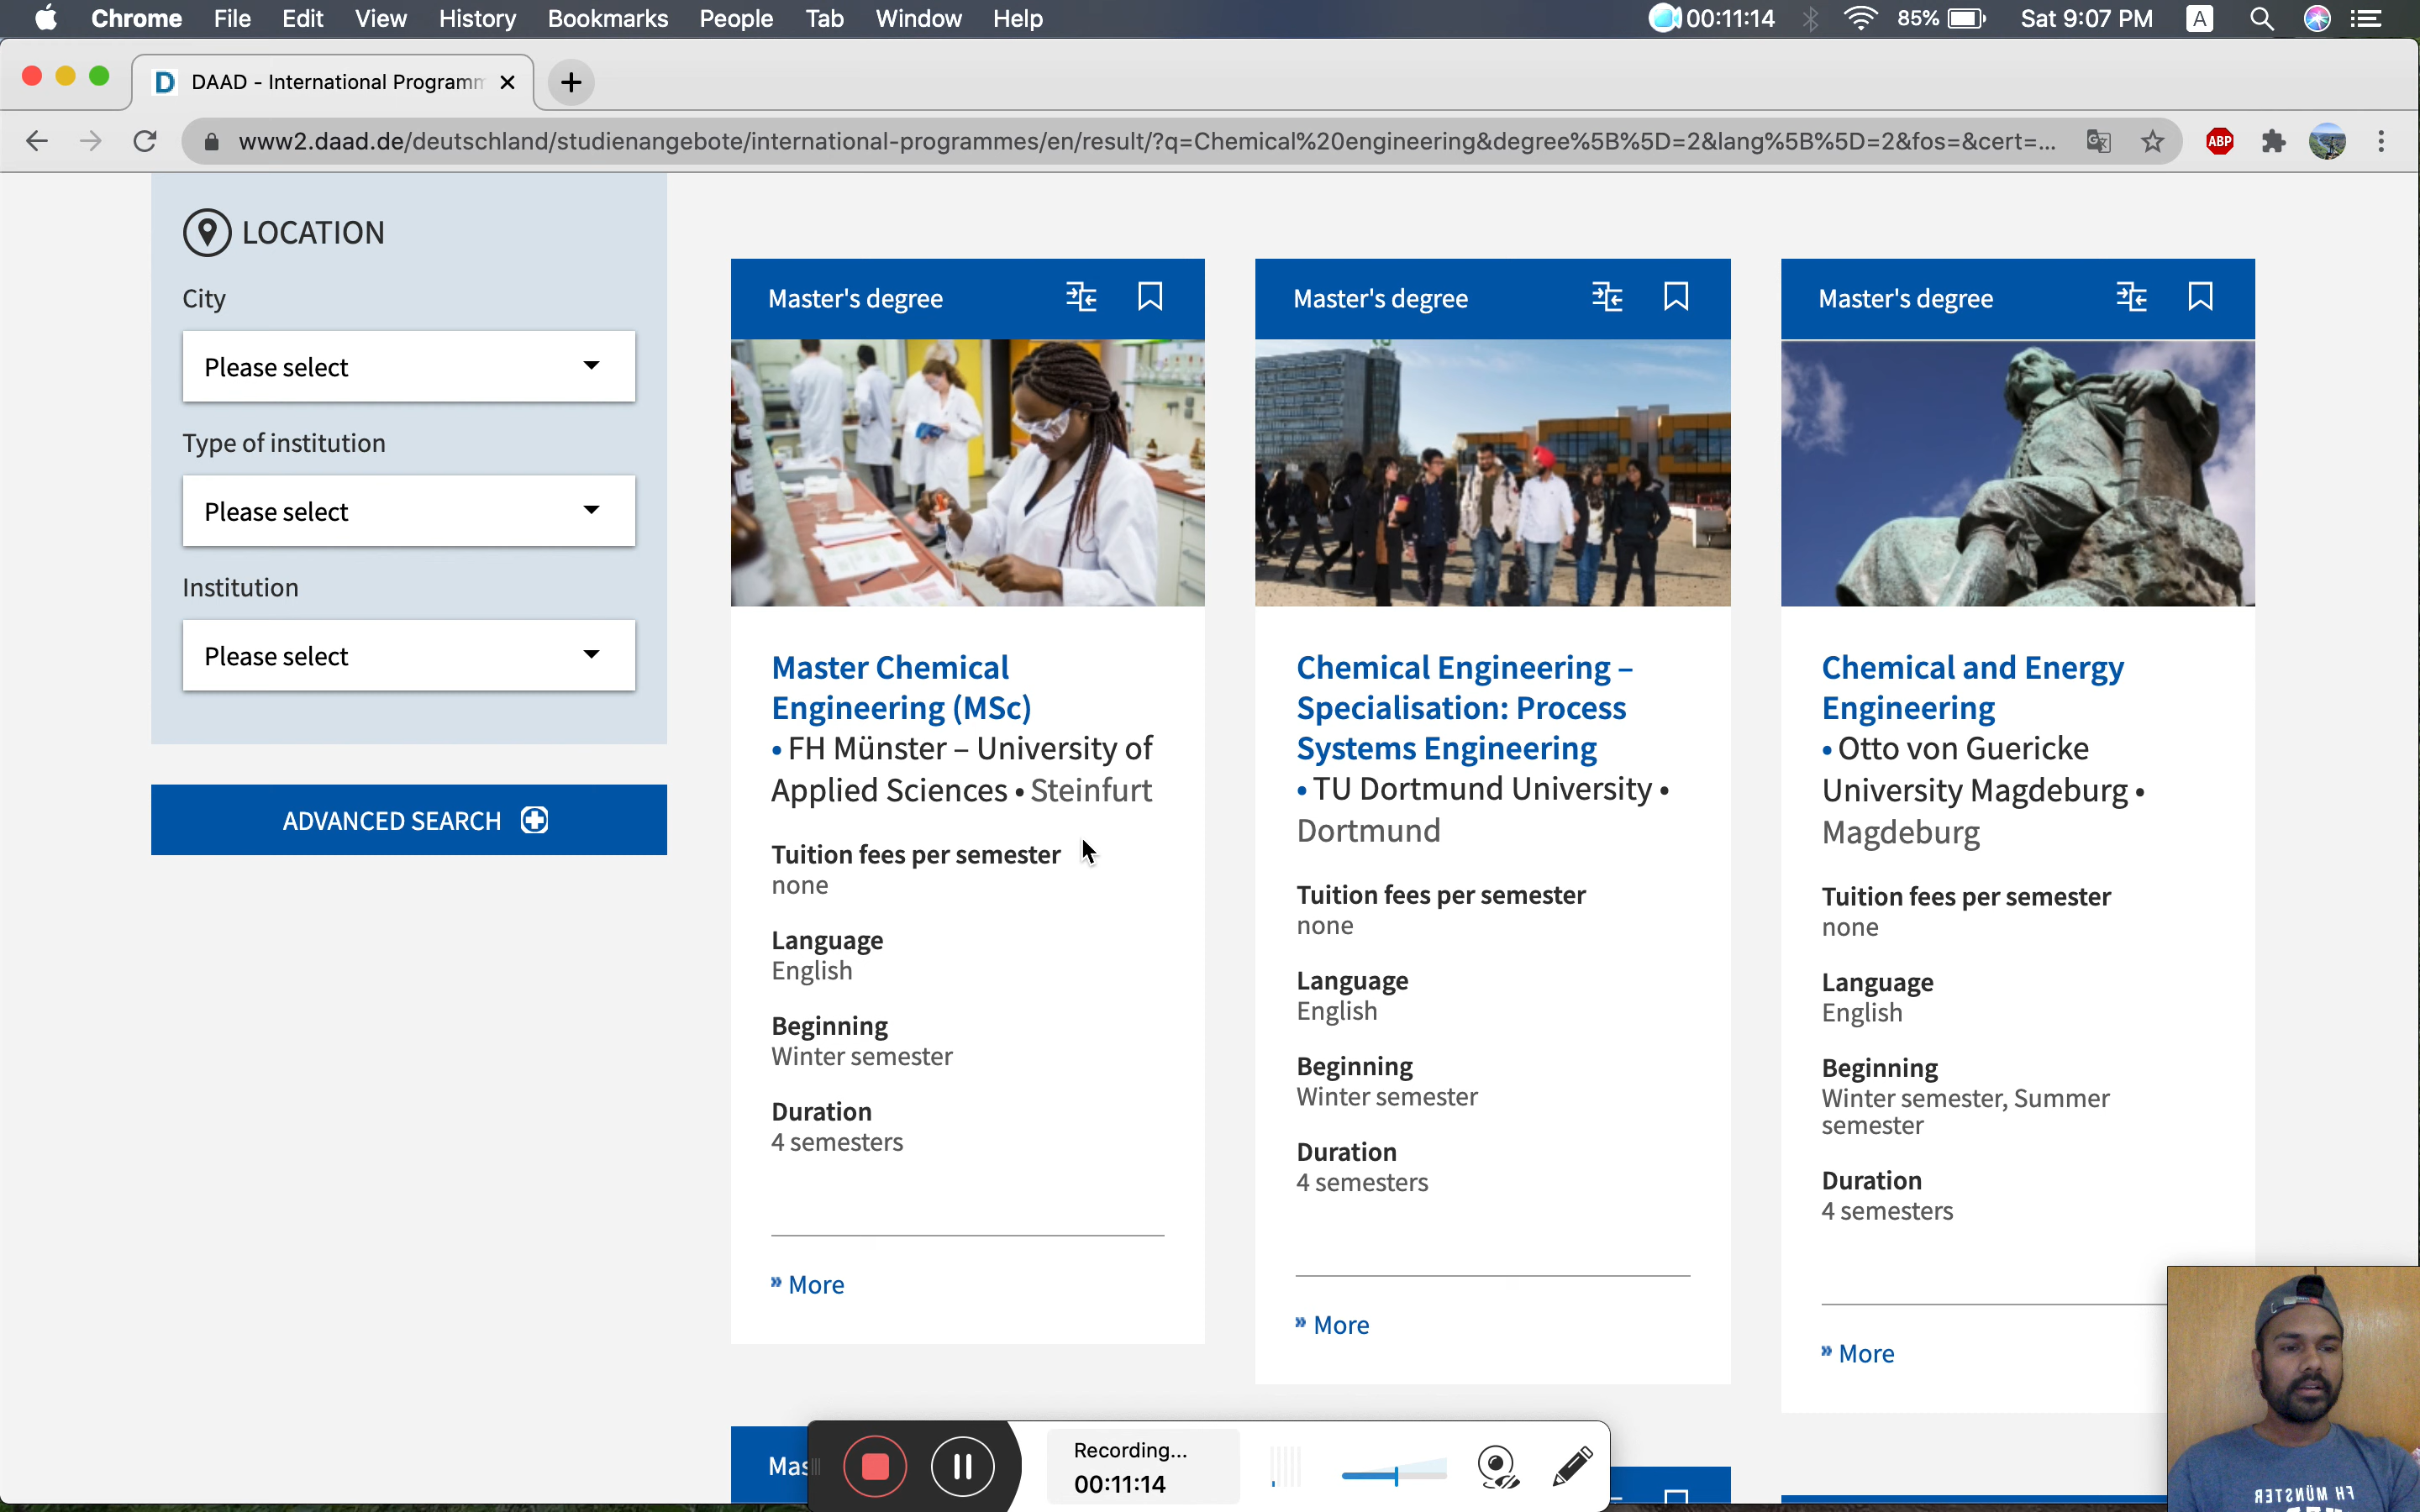 Chrome File Edit View History Bookmarks People Tab Window Help 00:11:14 85% Sat 9:07 PM A
DAAD - International Programm
www2.daad.de/deutschland/studienangebote/international-programmes/en/result/?q=Chemical%20engineering&degree%5B%5D=2&lang%5B%5D=2&fos=&cert=...
ABP
LOCATION
City
Please select
Type of institution
Please select
Institution
Please select
ADVANCED SEARCH
Master's degree
Master Chemical
Engineering (MSc)
• FH Münster – University of
Applied Sciences • Steinfurt
Tuition fees per semester
none
Language
English
Beginning
Winter semester
Duration
4 semesters
» More
Master's degree
Chemical Engineering –
Specialisation: Process
Systems Engineering
• TU Dortmund University •
Dortmund
Tuition fees per semester
none
Language
English
Beginning
Winter semester
Duration
4 semesters
» More
Master's degree
Chemical and Energy
Engineering
• Otto von Guericke
University Magdeburg •
Magdeburg
Tuition fees per semester
none
Language
English
Beginning
Winter semester, Summer
semester
Duration
4 semesters
» More
Mas
Recording...
00:11:14
FH MÜNSTER